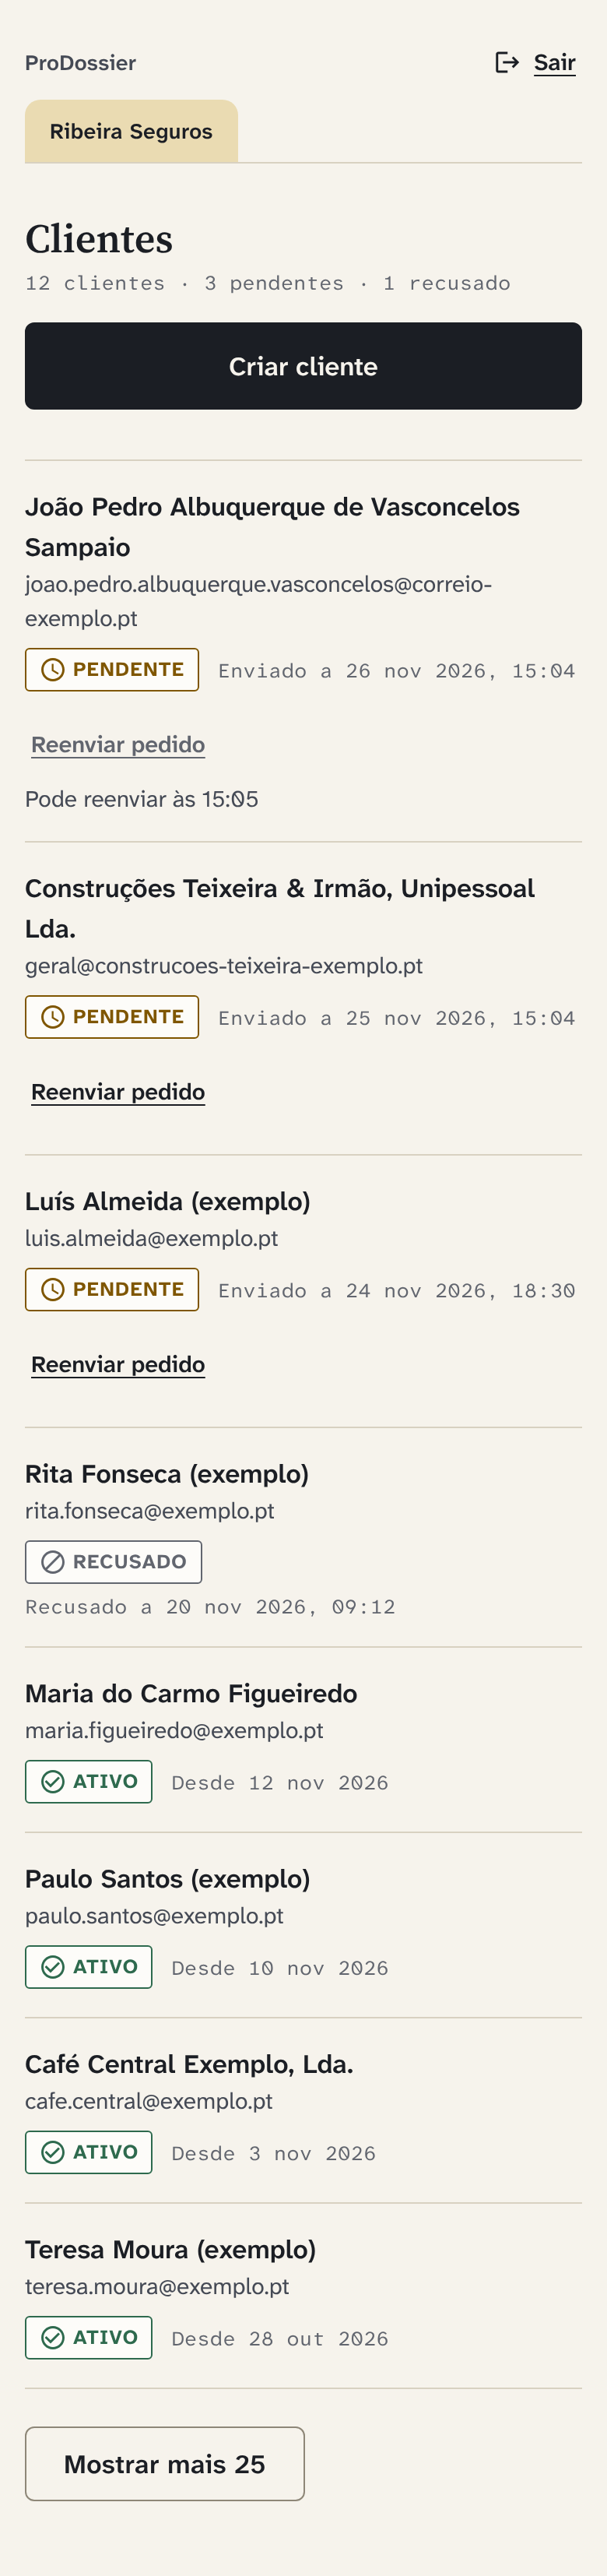 ProDossier
Sair
Ribeira Seguros
Clientes
12 clientes · 3 pendentes · 1 recusado
Criar cliente
João Pedro Albuquerque de Vasconcelos
Sampaio
joao.pedro.albuquerque.vasconcelos@correio-
exemplo.pt
PENDENTE Enviado a 26 nov 2026, 15:04
Reenviar pedido
Pode reenviar às 15:05
Construções Teixeira & Irmão, Unipessoal
Lda.
geral@construcoes-teixeira-exemplo.pt
PENDENTE Enviado a 25 nov 2026, 15:04
Reenviar pedido
Luís Almeida (exemplo)
luis.almeida@exemplo.pt
PENDENTE Enviado a 24 nov 2026, 18:30
Reenviar pedido
Rita Fonseca (exemplo)
rita.fonseca@exemplo.pt
RECUSADO
Recusado a 20 nov 2026, 09:12
Maria do Carmo Figueiredo
maria.figueiredo@exemplo.pt
ATIVO Desde 12 nov 2026
Paulo Santos (exemplo)
paulo.santos@exemplo.pt
ATIVO Desde 10 nov 2026
Café Central Exemplo, Lda.
cafe.central@exemplo.pt
ATIVO Desde 3 nov 2026
Teresa Moura (exemplo)
teresa.moura@exemplo.pt
ATIVO Desde 28 out 2026
Mostrar mais 25